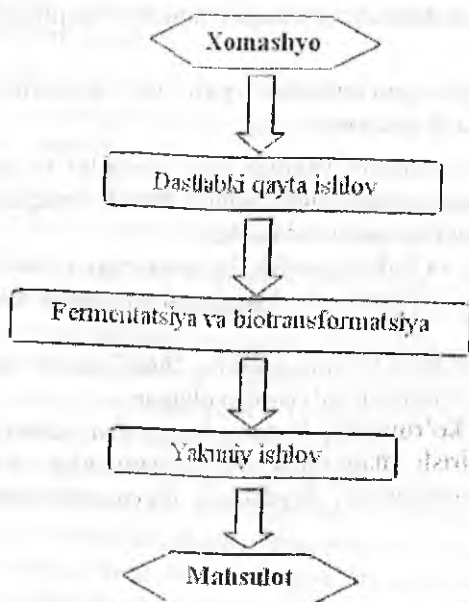 Xomashyo
Dastlabki qayta ishlov
Fermentatsiya va biotransformatsiya
Yakuniy ishlov
Mahsulot